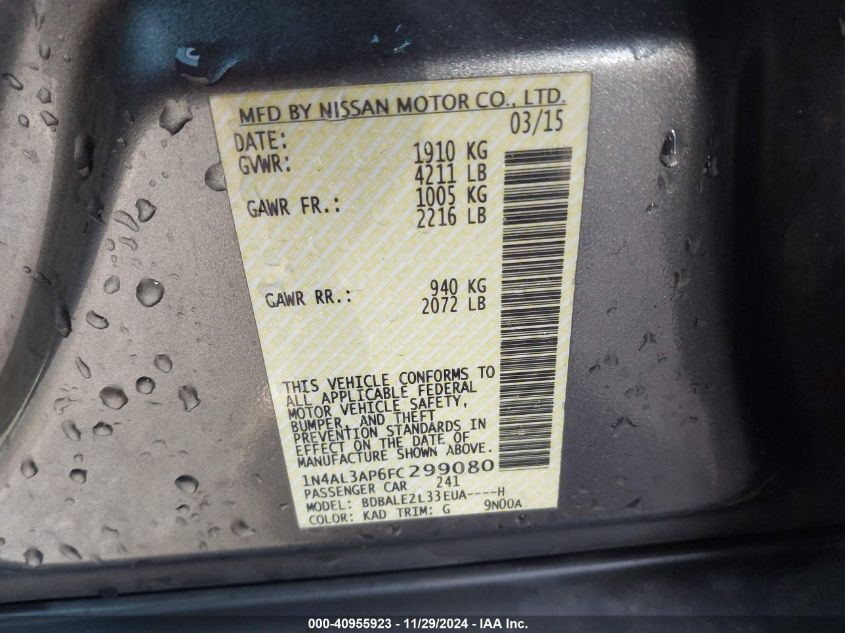 MFD BY NISSAN MOTOR CO., LTD.
DATE: 03/15
GVWR: 1910 KG
4211 LB
GAWR FR.: 1005 KG
2216 LB
GAWR RR.: 940 KG
2072 LB
THIS VEHICLE CONFORMS TO
ALL APPLICABLE FEDERAL
MOTOR VEHICLE SAFETY,
BUMPER, AND THEFT
PREVENTION STANDARDS IN
EFFECT ON THE DATE OF
MANUFACTURE SHOWN ABOVE.
1N4AL3AP6FC299080
PASSENGER CAR 241
MODEL: BDBALE2L33EUA----H
COLOR: KAD TRIM: G 9N00A
000-40955923 - 11/29/2024 - IAA Inc.